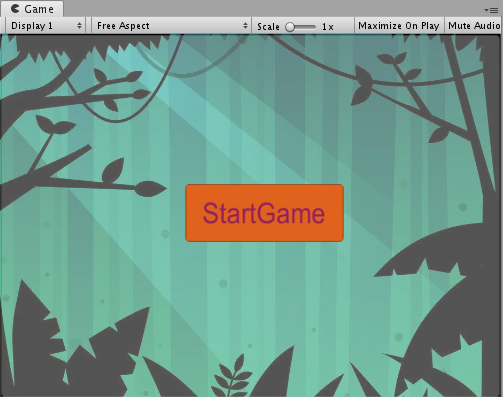 Game
Display 1 Free Aspect Scale 1x Maximize On Play Mute Audio
StartGame